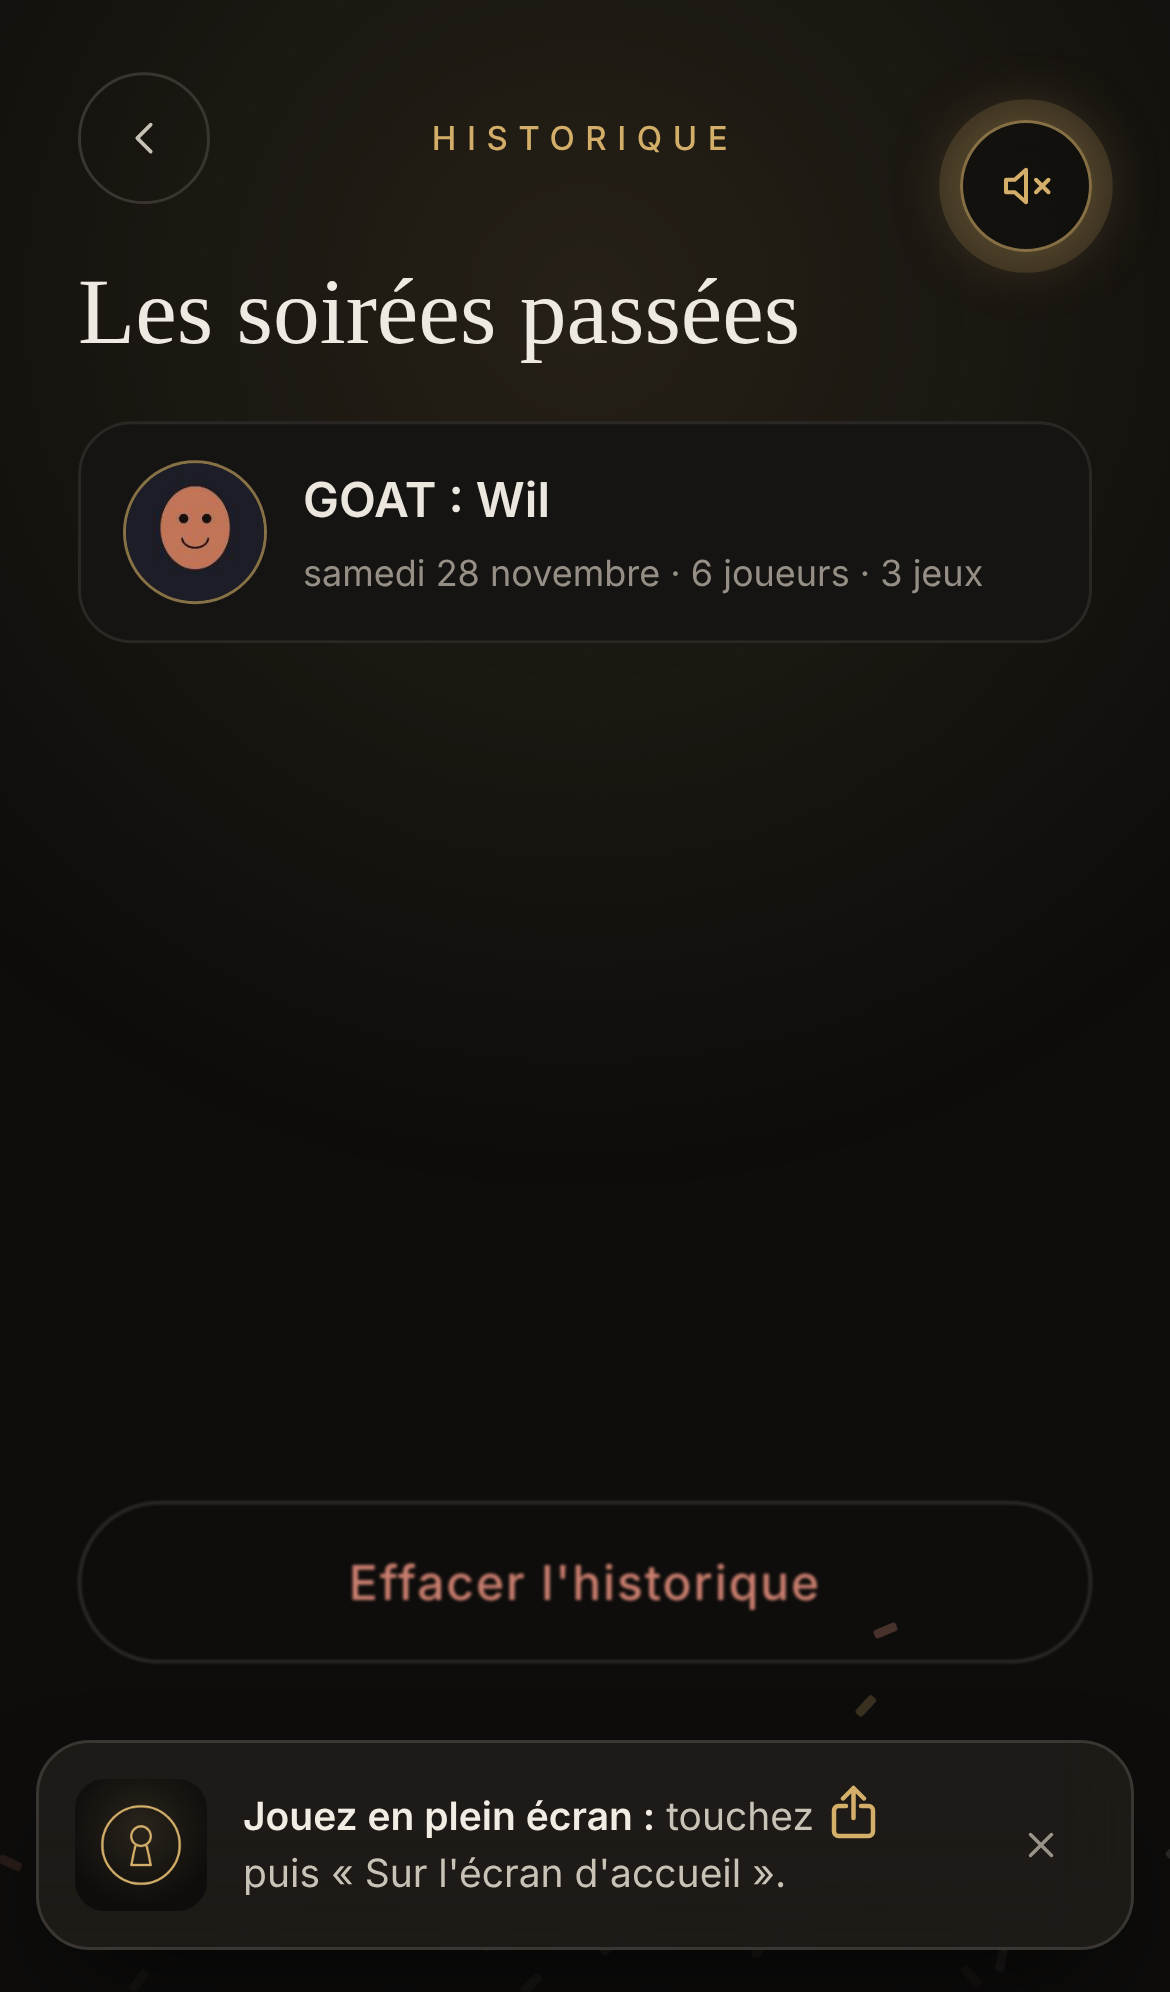 HISTORIQUE
Les soirées passées
GOAT : Wil
samedi 28 novembre · 6 joueurs · 3 jeux
Effacer l'historique
Jouez en plein écran : touchez
puis « Sur l'écran d'accueil ».